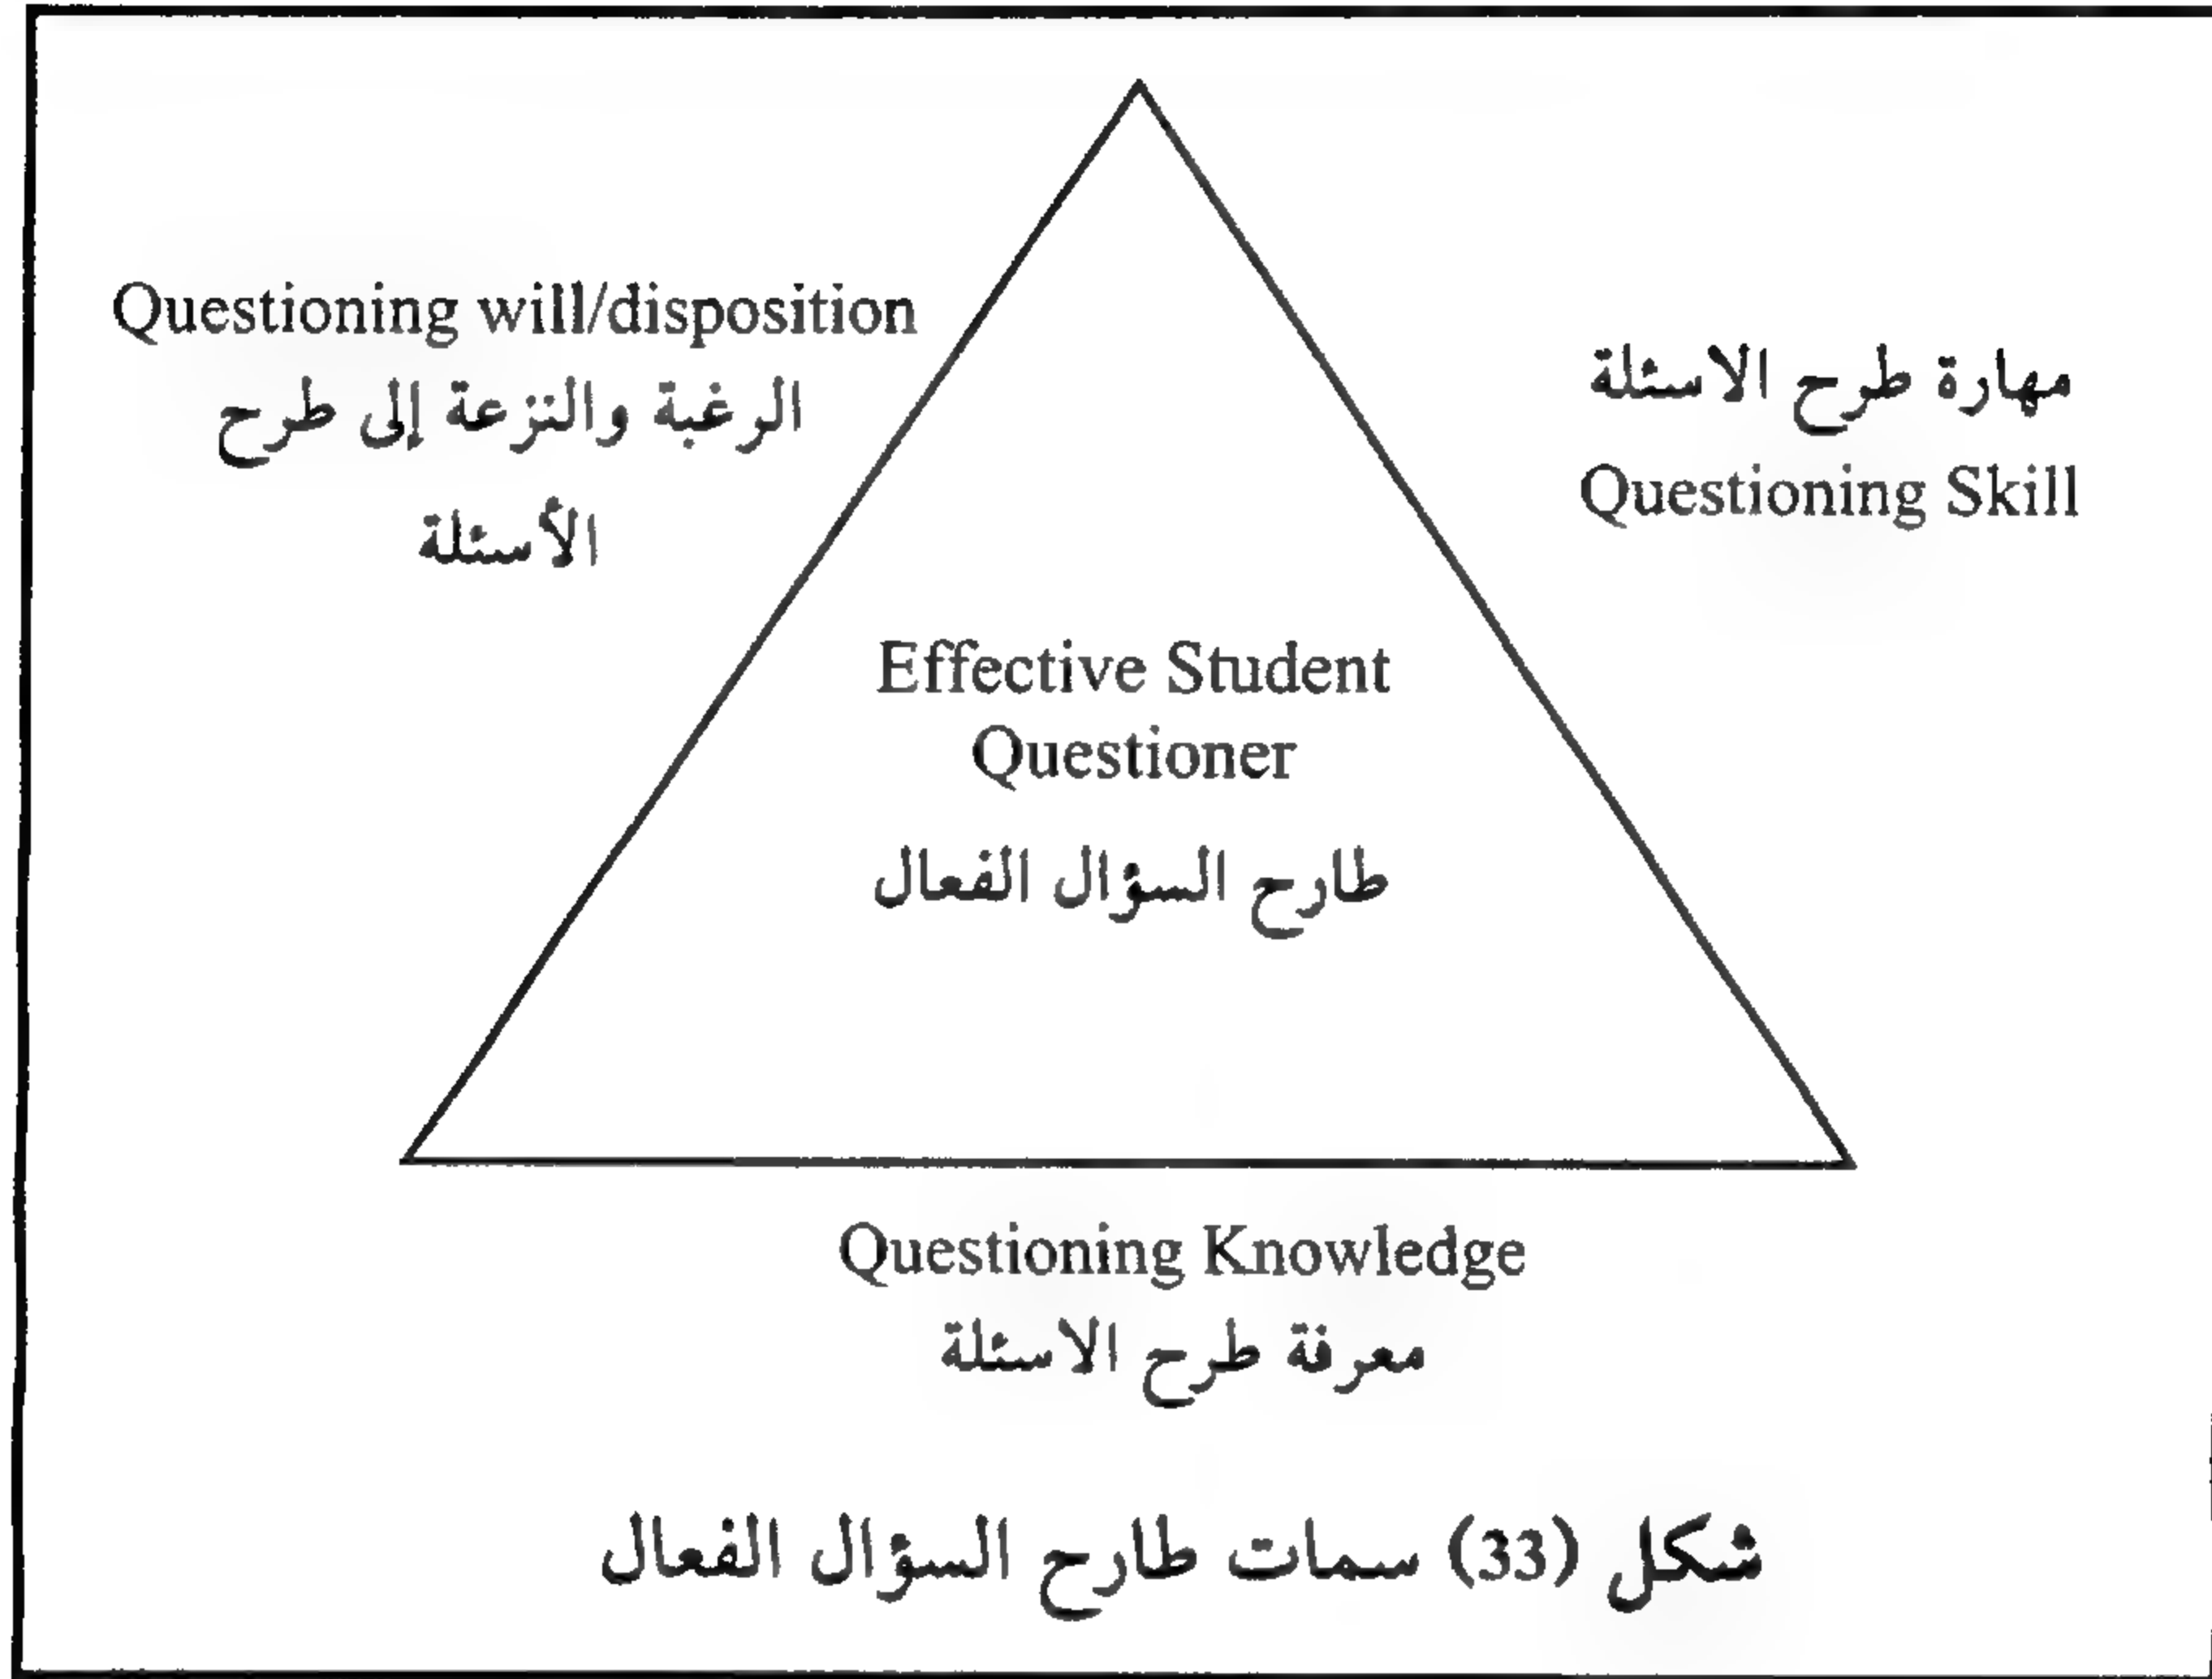 Questioning will/disposition
الرغبة والنزعة إلى طرح
الأسئلة
مهارة طرح الاسئلة
Questioning Skill
Effective Student
Questioner
طارح السؤال الفعال
Questioning Knowledge
معرفة طرح الاسئلة
شكل (33) سمات طارح السؤال الفعال